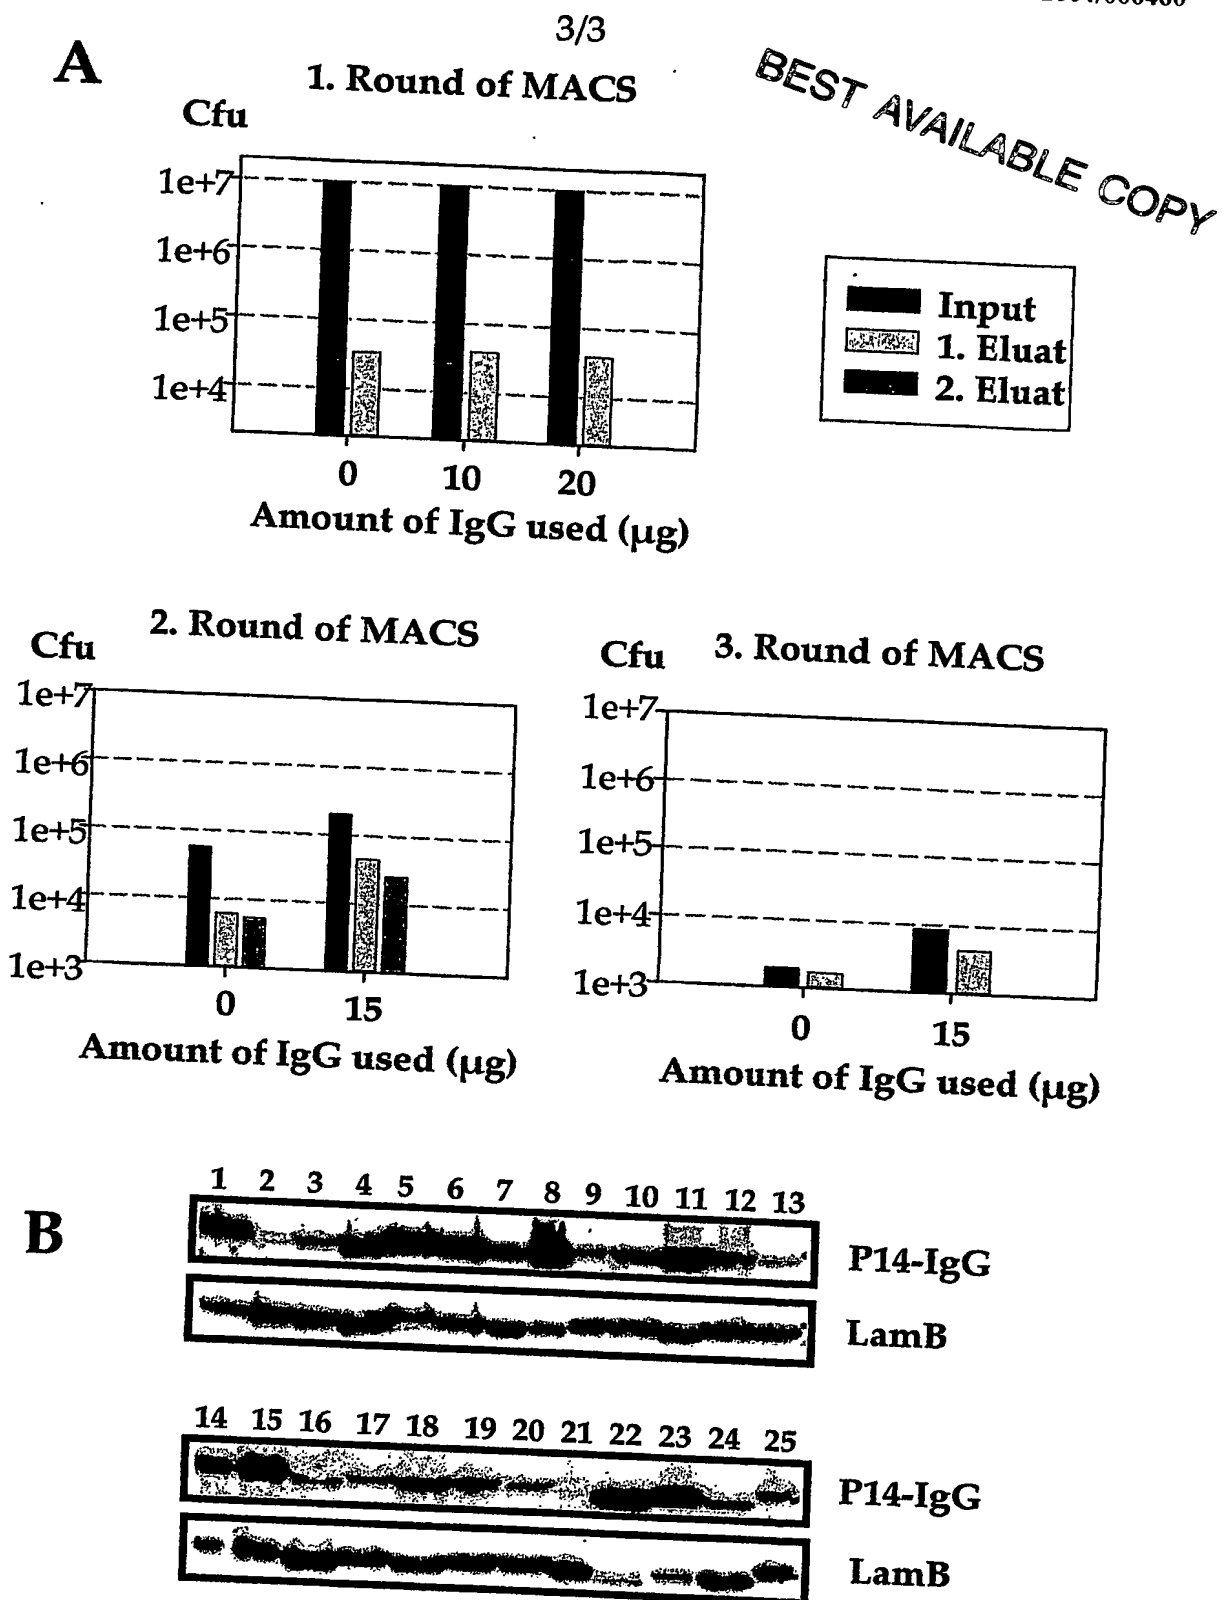 3/3
BEST AVAILABLE COPY
A
1. Round of MACS
Cfu
1e+7
1e+6
1e+5
1e+4
0 10 20
Amount of IgG used (µg)
Input
1. Eluat
2. Eluat
2. Round of MACS
Cfu
1e+7
1e+6
1e+5
1e+4
1e+3
0 15
Amount of IgG used (µg)
3. Round of MACS
Cfu
1e+7
1e+6
1e+5
1e+4
1e+3
0 15
Amount of IgG used (µg)
B
1 2 3 4 5 6 7 8 9 10 11 12 13
P14-IgG
LamB
14 15 16 17 18 19 20 21 22 23 24 25
P14-IgG
LamB